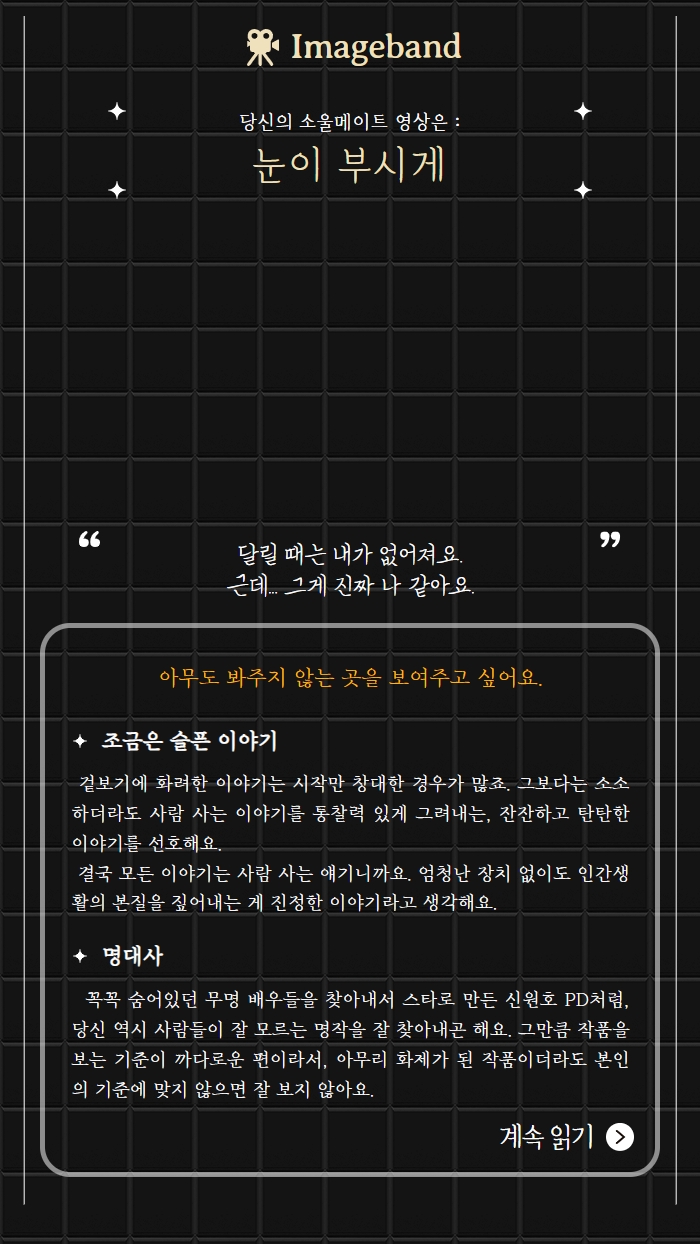 Imageband
당신의 소울메이트 영상은 :
눈이 부시게
“ ”
달릴 때는 내가 없어져요.
근데... 그게 진짜 나 같아요.
아무도 봐주지 않는 곳을 보여주고 싶어요.
조금은 슬픈 이야기
겉보기에 화려한 이야기는 시작만 창대한 경우가 많죠. 그보다는 소소
하더라도 사람 사는 이야기를 통찰력 있게 그려내는, 잔잔하고 탄탄한
이야기를 선호해요.
결국 모든 이야기는 사람 사는 얘기니까요. 엄청난 장치 없이도 인간생
활의 본질을 짚어내는 게 진정한 이야기라고 생각해요.
명대사
꼭꼭 숨어있던 무명 배우들을 찾아내서 스타로 만든 신원호 PD처럼,
당신 역시 사람들이 잘 모르는 명작을 잘 찾아내곤 해요. 그만큼 작품을
보는 기준이 까다로운 편이라서, 아무리 화제가 된 작품이더라도 본인
의 기준에 맞지 않으면 잘 보지 않아요.
계속 읽기